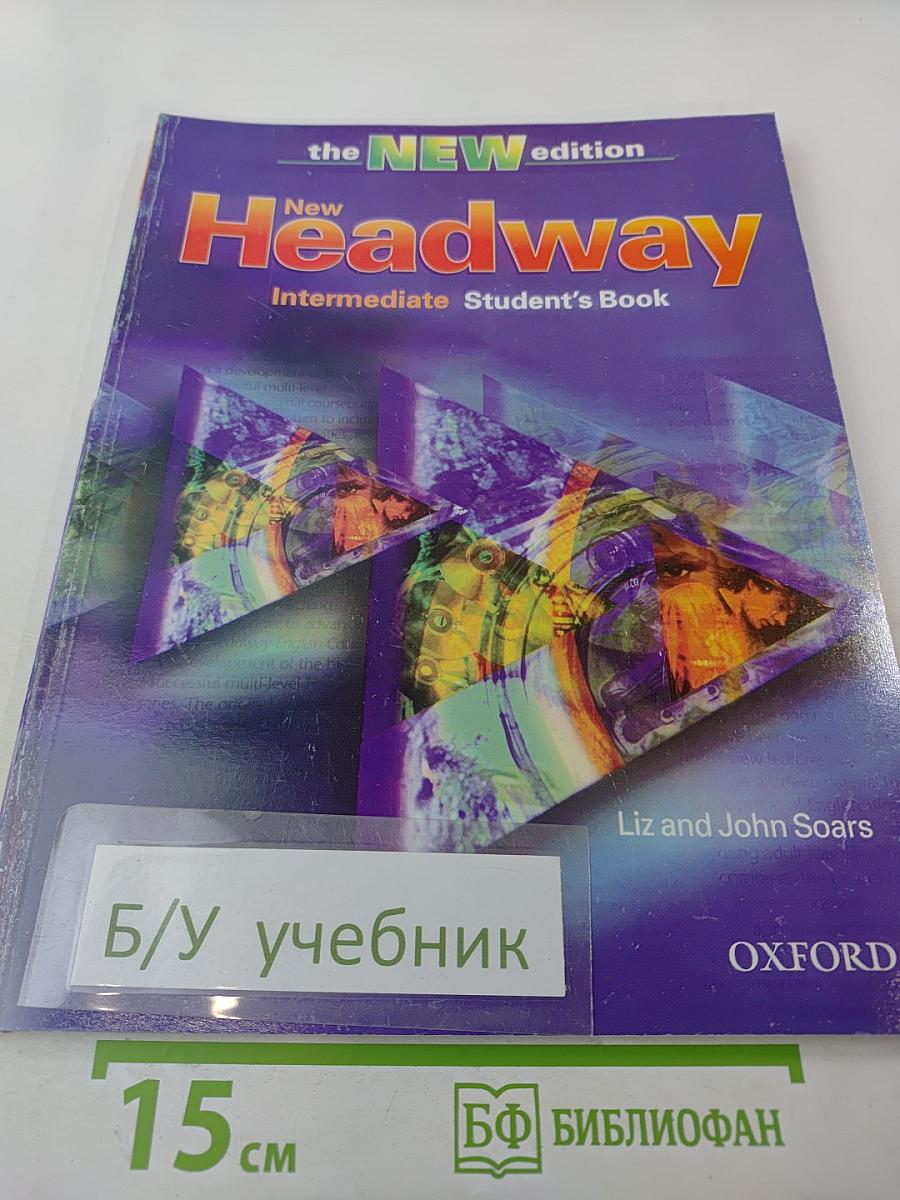 the NEW edition
New
Headway
Intermediate Student's Book
Liz and John Soars
OXFORD
Б/У учебник
15 см
БФ БИБЛИОФАН